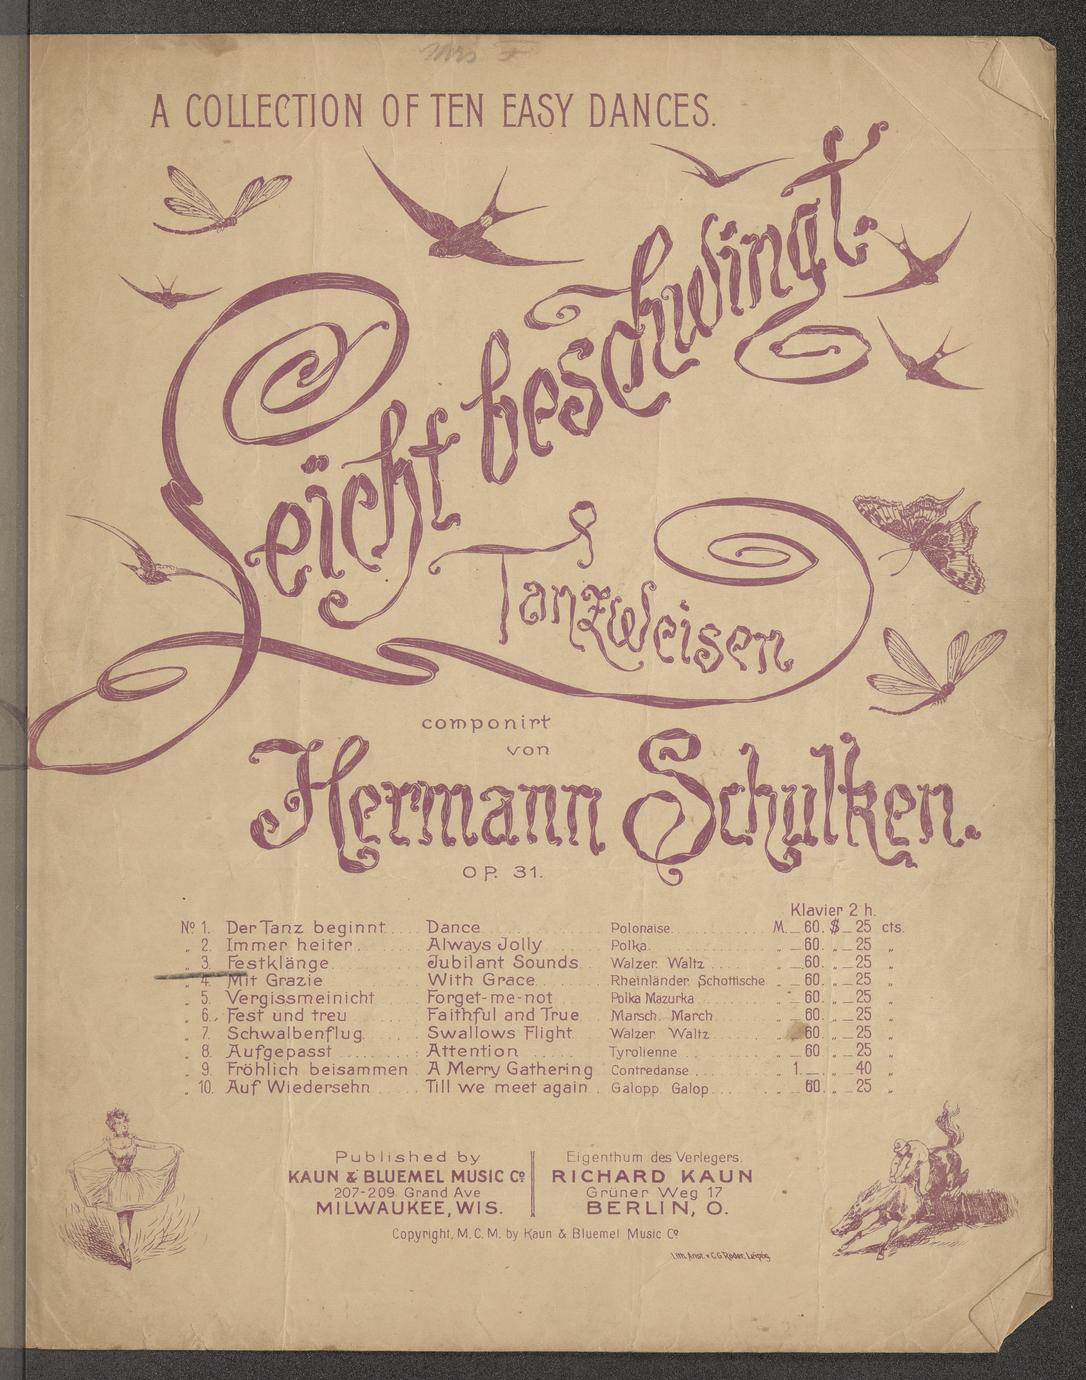 A COLLECTION OF TEN EASY DANCES.
Leicht beschwingt.
Tanzweisen
componirt
von
Hermann Schulken.
OP. 31.
Klavier 2 h.
No 1. Der Tanz beginnt Dance Polonaise M. _ 60. $ _ 25 cts.
„ 2. Immer heiter. Always Jolly Polka. „ _ 60. „ _ 25 „
„ 3. Festklänge Jubilant Sounds Walzer. Waltz „ _ 60. „ _ 25 „
„ 4. Mit Grazie With Grace Rheinländer. Schottische „ _ 60. „ _ 25 „
„ 5. Vergissmeinicht Forget-me-not Polka Mazurka „ _ 60. „ _ 25 „
„ 6. Fest und treu Faithful and True Marsch. March „ _ 60. „ _ 25 „
„ 7. Schwalbenflug. Swallows Flight. Walzer Waltz „ _ 60. „ _ 25 „
„ 8. Aufgepasst Attention Tyrolienne „ _ 60 „ _ 25 „
„ 9. Fröhlich beisammen A Merry Gathering Contredanse „ 1. _. „ _ 40 „
„ 10. Auf Wiedersehn Till we meet again Galopp. Galop „ _ 60. „ _ 25 „
Published by
KAUN & BLUEMEL MUSIC Co
207-209 Grand Ave
MILWAUKEE, WIS.
Eigenthum des Verlegers.
RICHARD KAUN
Grüner Weg 17
BERLIN, O.
Copyright, M.C.M. by Kaun & Bluemel Music Co
Lith. Anst. v. C.G. Röder, Leipzig.